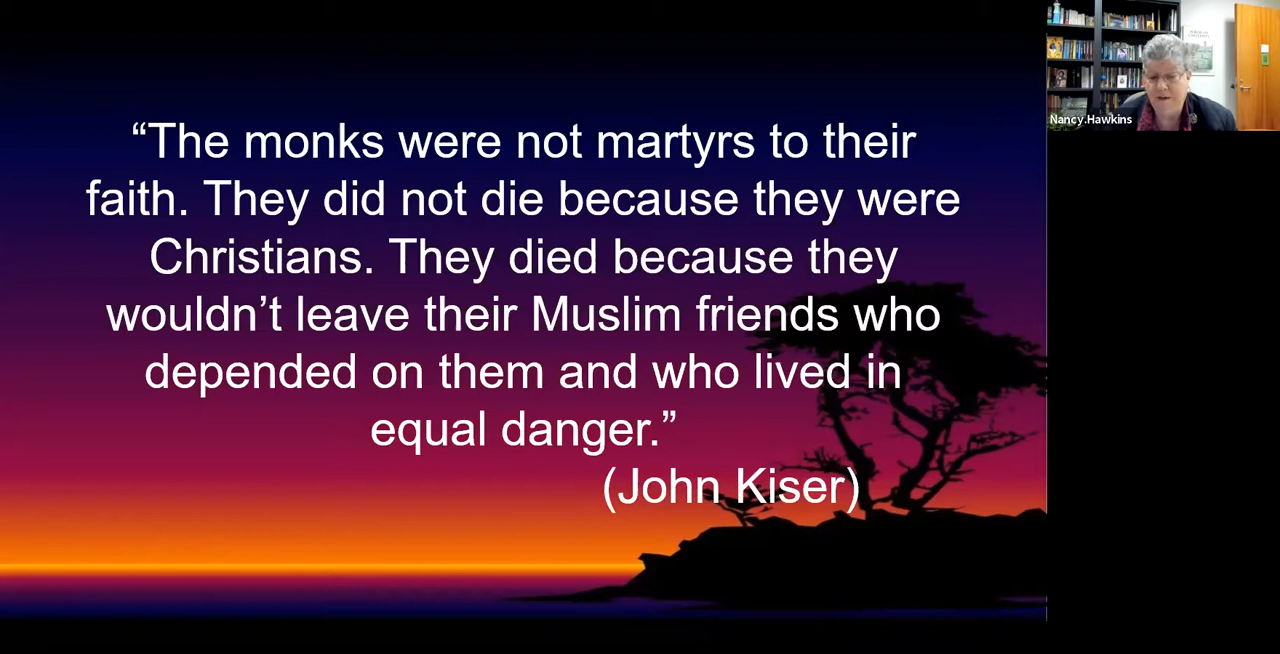 “The monks were not martyrs to their
faith. They did not die because they were
Christians. They died because they
wouldn’t leave their Muslim friends who
depended on them and who lived in
equal danger.”
(John Kiser)
Nancy.Hawkins